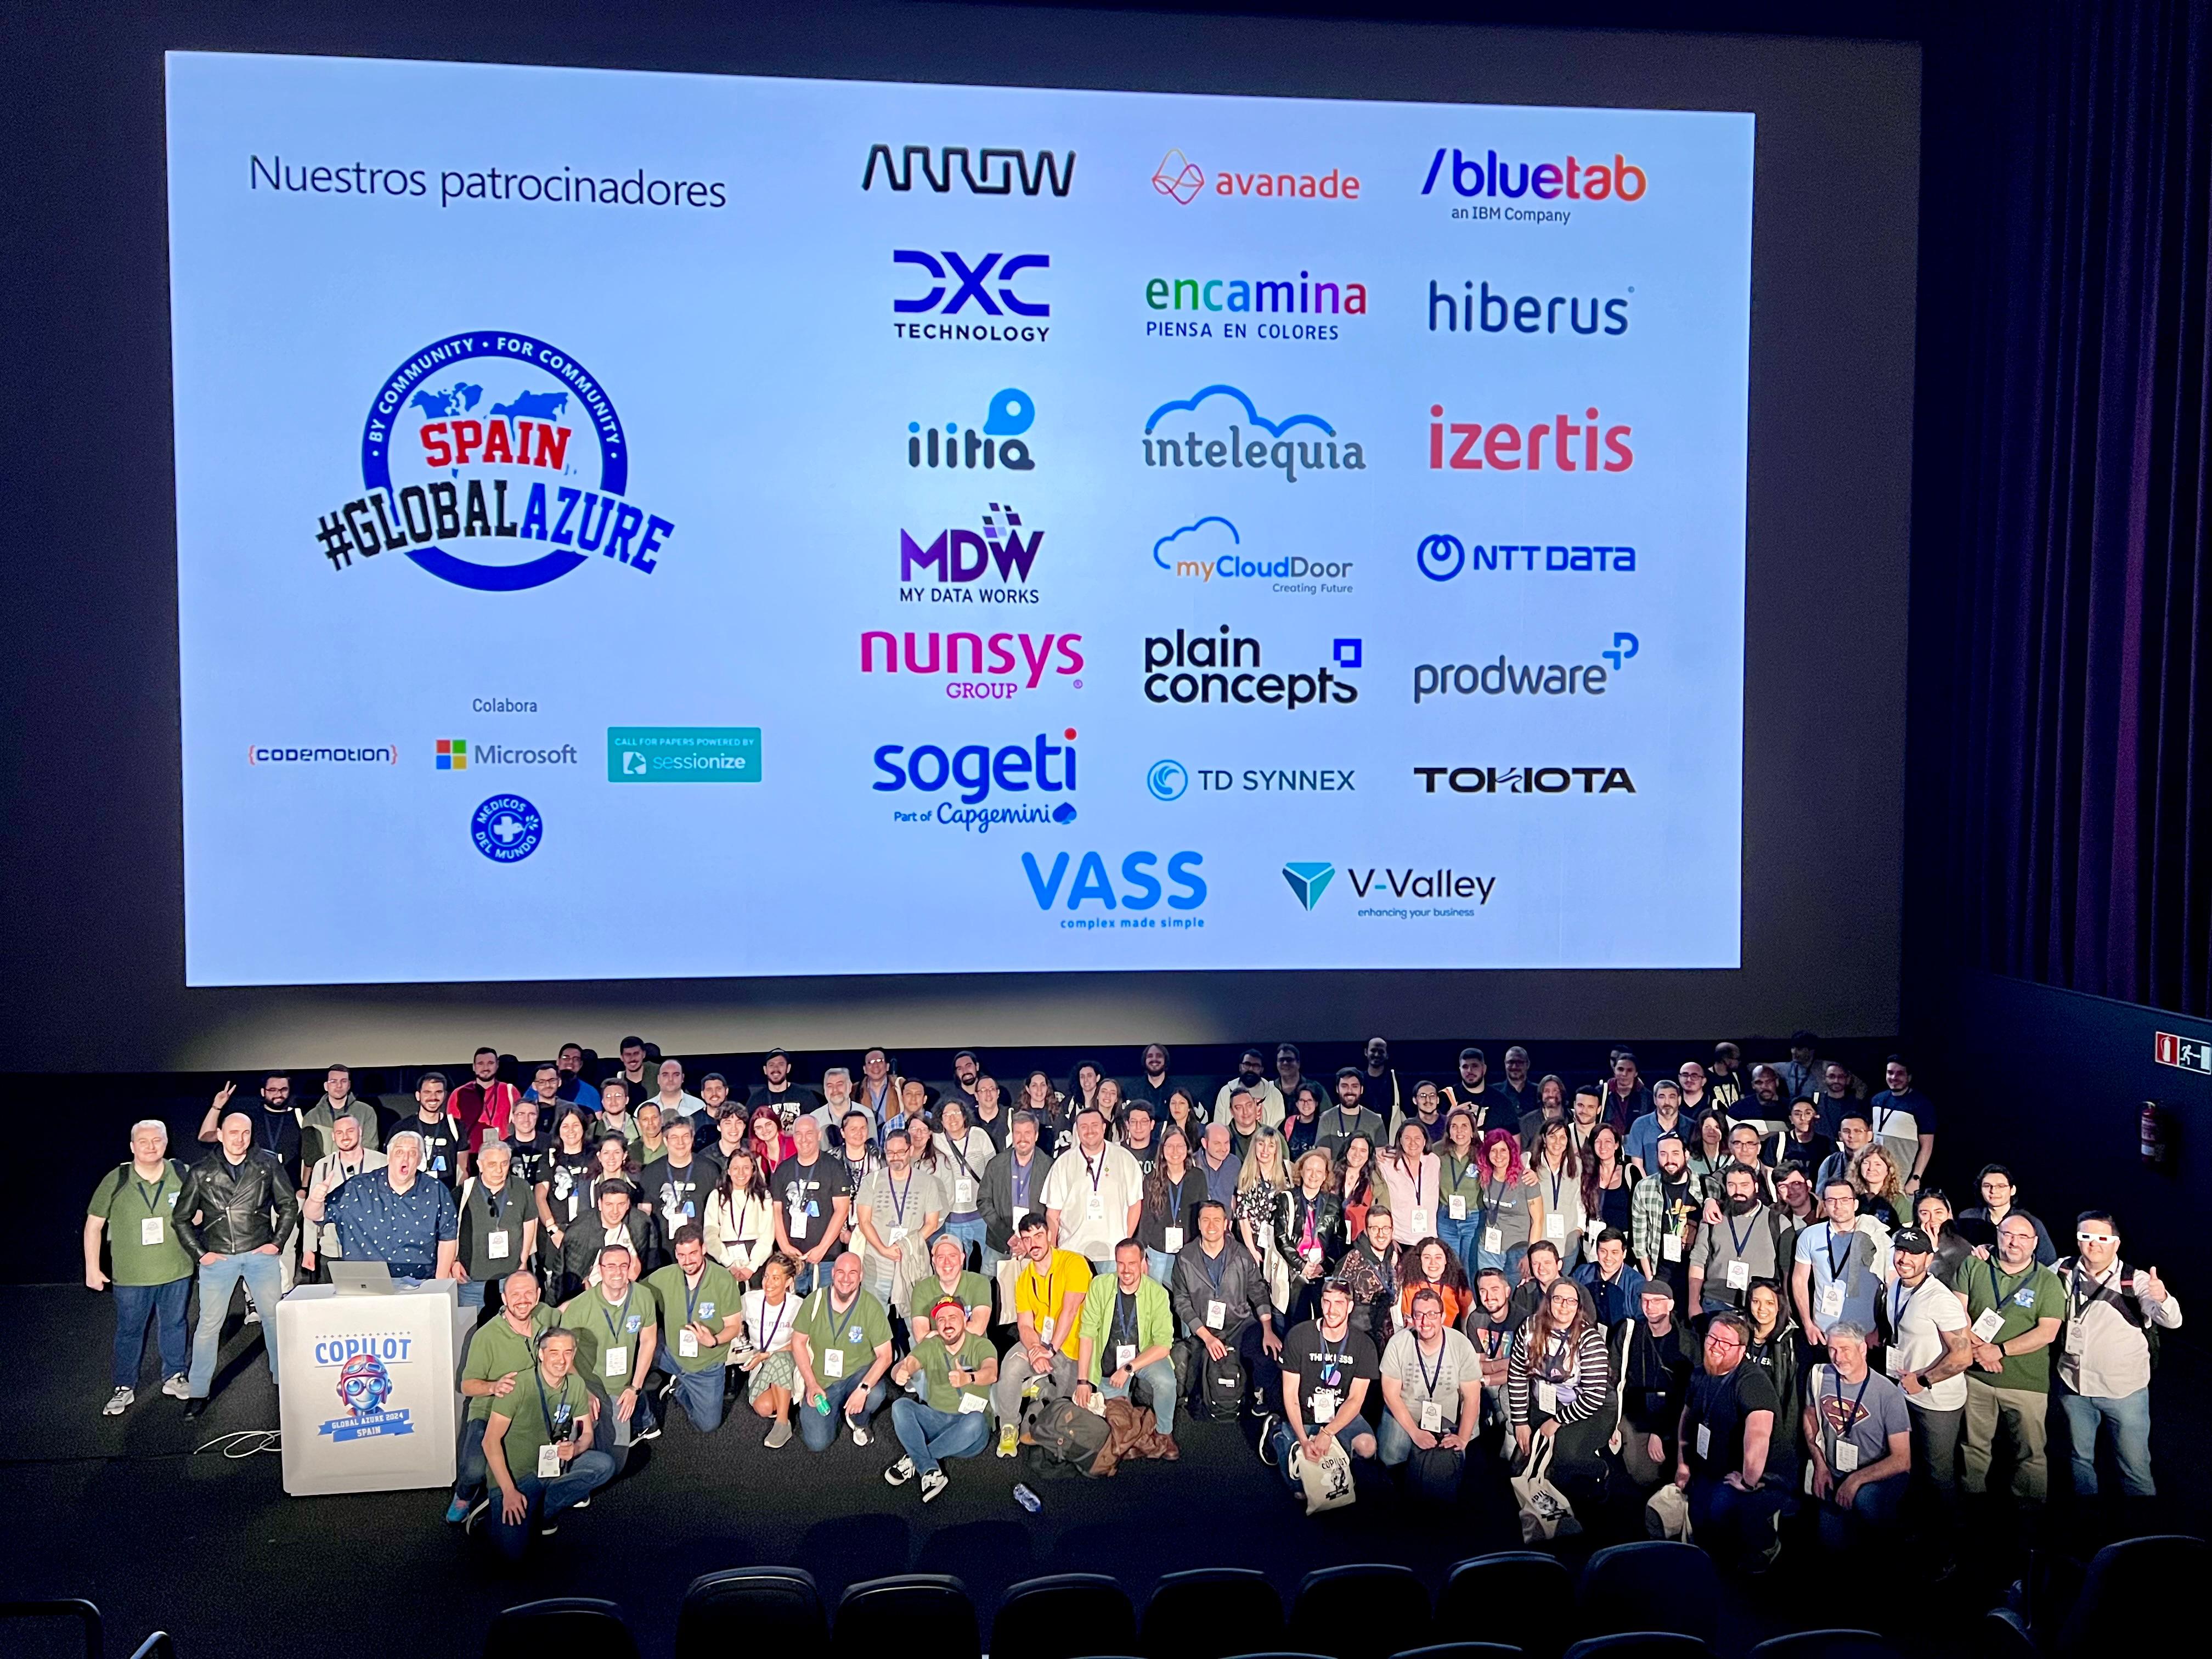 Nuestros patrocinadores
• BY COMMUNITY • FOR COMMUNITY •
SPAIN
#GLOBALAZURE
Colabora
{codemotion}
Microsoft
CALL FOR PAPERS POWERED BY
sessionize
MÉDICOS
DEL MUNDO
ARROW
avanade
/bluetab
an IBM Company
DXC
TECHNOLOGY
encamina
PIENSA EN COLORES
hiberus
ilitia
intelequia
izertis
MDW
MY DATA WORKS
myCloudDoor
Creating Future
NTT DATA
nunsys
GROUP
plain
concepts
prodware
sogeti
Part of Capgemini
TD SYNNEX
TOKIOTA
VASS
complex made simple
V-Valley
enhancing your business
COPILOT
GLOBAL AZURE 2024
SPAIN